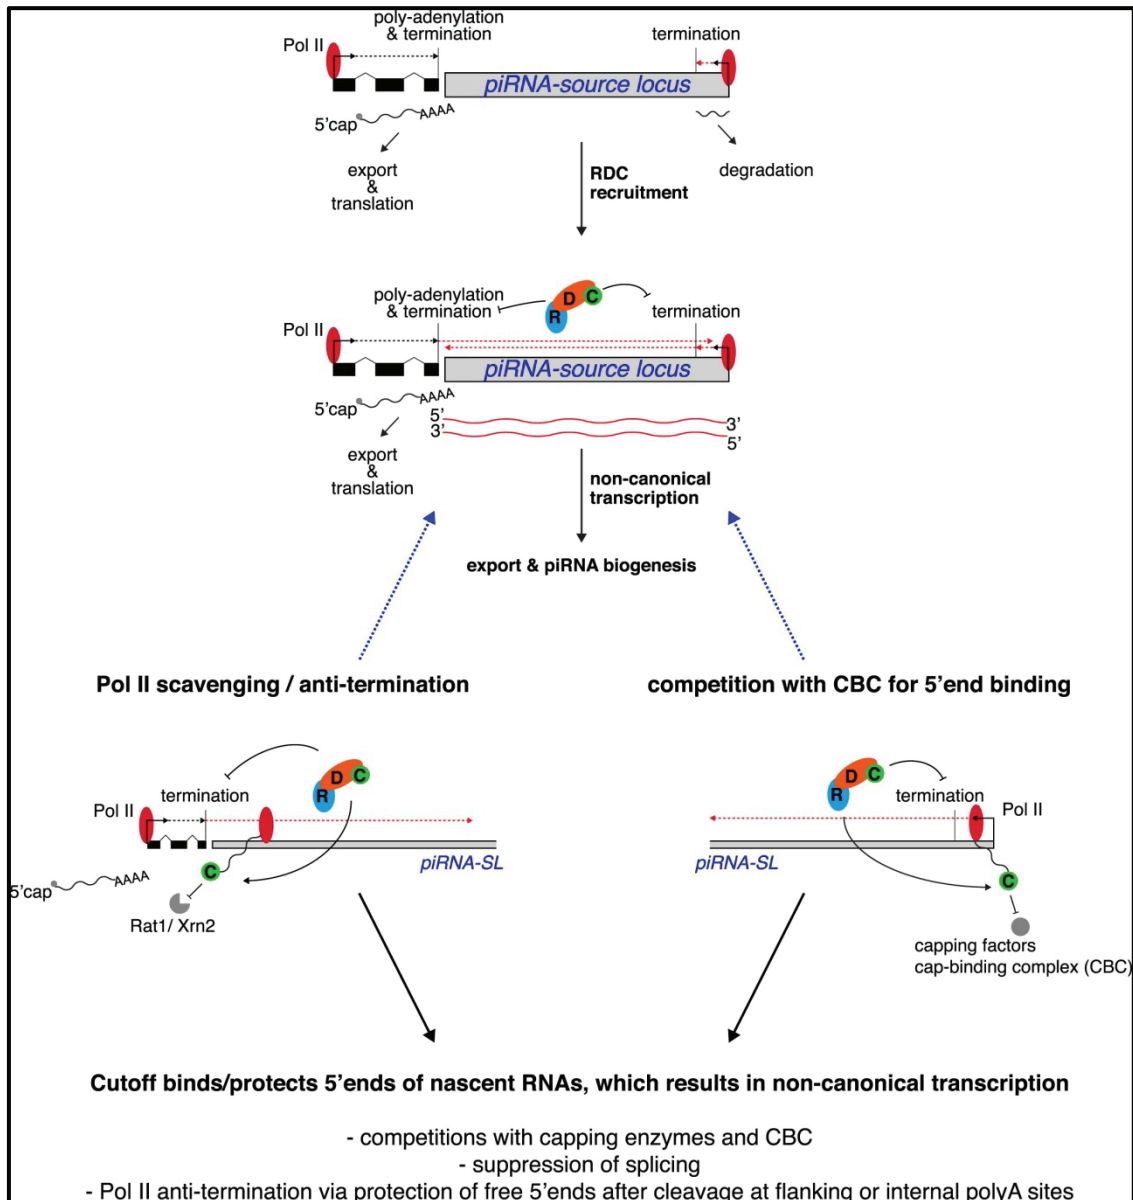 poly-adenylation
& termination
termination
Pol II
piRNA-source locus
5'cap
AAAA
export
&
translation
RDC
recruitment
degradation
poly-adenylation
& termination
R D C
termination
Pol II
piRNA-source locus
5'cap
AAAA
5'
3'
3'
5'
export
&
translation
non-canonical
transcription
export & piRNA biogenesis
Pol II scavenging / anti-termination
competition with CBC for 5'end binding
R D C
termination
Pol II
piRNA-SL
5'cap
AAAA
C
Rat1/ Xrn2
R D C
termination
Pol II
piRNA-SL
C
capping factors
cap-binding complex (CBC)
Cutoff binds/protects 5'ends of nascent RNAs, which results in non-canonical transcription
- competitions with capping enzymes and CBC
- suppression of splicing
- Pol II anti-termination via protection of free 5'ends after cleavage at flanking or internal polyA sites